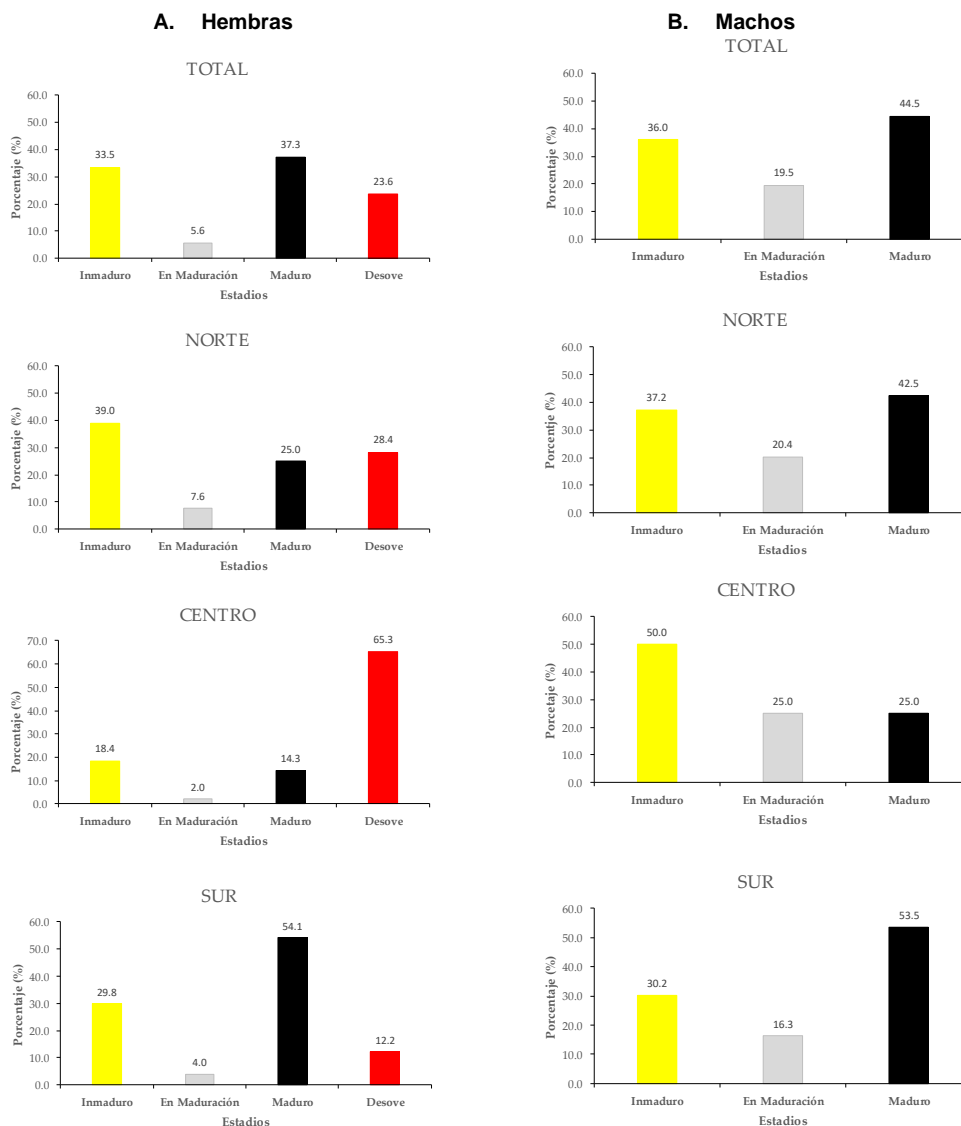 A. Hembras
TOTAL
Porcentaje (%)
60.0
50.0
40.0
30.0
20.0
10.0
0.0
33.5
5.6
37.3
23.6
Inmaduro En Maduración Maduro Desove
Estadios
NORTE
Porcentaje (%)
60.0
50.0
40.0
30.0
20.0
10.0
0.0
39.0
7.6
25.0
28.4
Inmaduro En Maduración Maduro Desove
Estadios
CENTRO
Porcentaje (%)
70.0
60.0
50.0
40.0
30.0
20.0
10.0
0.0
18.4
2.0
14.3
65.3
Inmaduro En Maduración Maduro Desove
Estadios
SUR
Porcentaje (%)
60.0
50.0
40.0
30.0
20.0
10.0
0.0
29.8
4.0
54.1
12.2
Inmaduro En Maduración Maduro Desove
Estadios
B. Machos
TOTAL
Porcentaje (%)
60.0
50.0
40.0
30.0
20.0
10.0
0.0
36.0
19.5
44.5
Inmaduro En Maduración Maduro
Estadios
NORTE
Porcentje (%)
60.0
50.0
40.0
30.0
20.0
10.0
0.0
37.2
20.4
42.5
Inmaduro En Maduración Maduro
Estadios
CENTRO
Porcetaje (%)
60.0
50.0
40.0
30.0
20.0
10.0
0.0
50.0
25.0
25.0
Inmaduro En Maduración Maduro
Estadios
SUR
Porcentaje (%)
60.0
50.0
40.0
30.0
20.0
10.0
0.0
30.2
16.3
53.5
Inmaduro En Maduración Maduro
Estadios